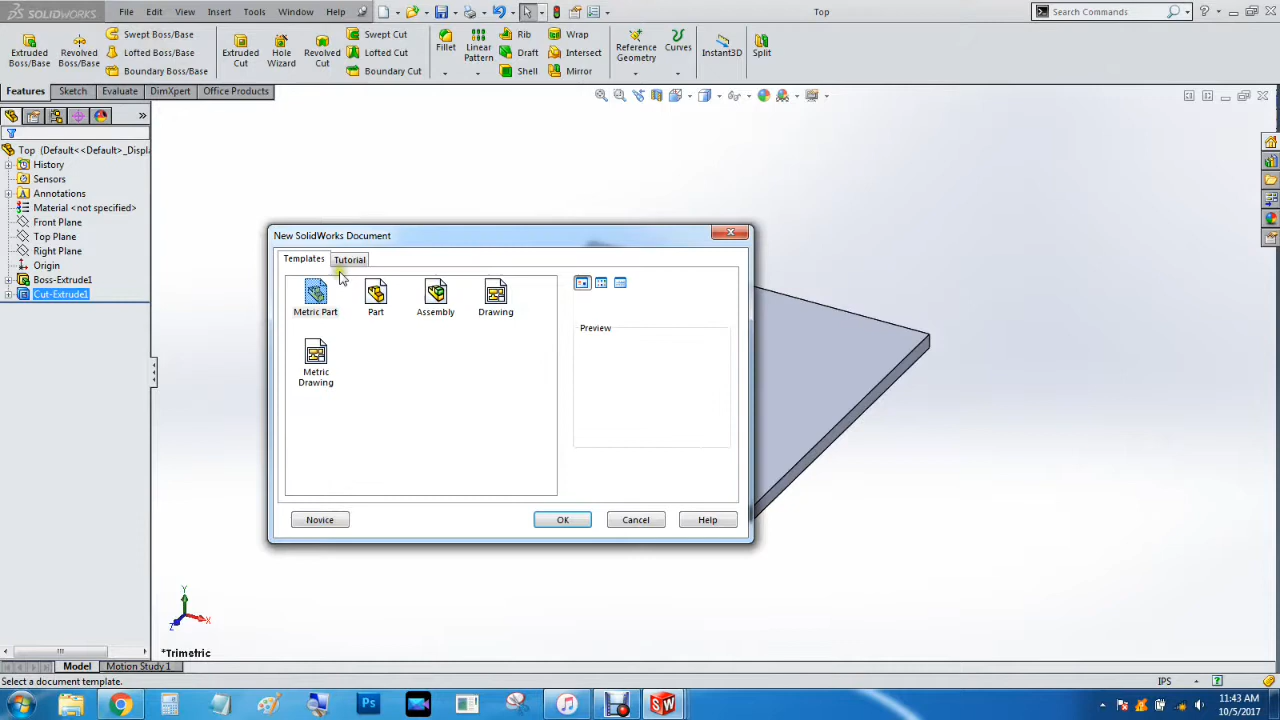 SOLIDWORKS File Edit View Insert Tools Window Help Top Search Commands
Extruded Boss/Base
Revolved Boss/Base
Swept Boss/Base
Lofted Boss/Base
Boundary Boss/Base
Extruded Cut
Hole Wizard
Revolved Cut
Swept Cut
Lofted Cut
Boundary Cut
Fillet
Linear Pattern
Rib
Draft
Shell
Wrap
Intersect
Mirror
Reference Geometry
Curves
Instant3D
Split
Features Sketch Evaluate DimXpert Office Products
Top (Default<<Default>_Displa
History
Sensors
Annotations
Material <not specified>
Front Plane
Top Plane
Right Plane
Origin
Boss-Extrude1
Cut-Extrude1
New SolidWorks Document
Templates Tutorial
Metric Part
Part
Assembly
Drawing
Metric Drawing
Preview
Novice OK Cancel Help
Y
X
Z
*Trimetric
Model Motion Study 1
Select a document template. IPS
Ps
SW
11:43 AM
10/5/2017